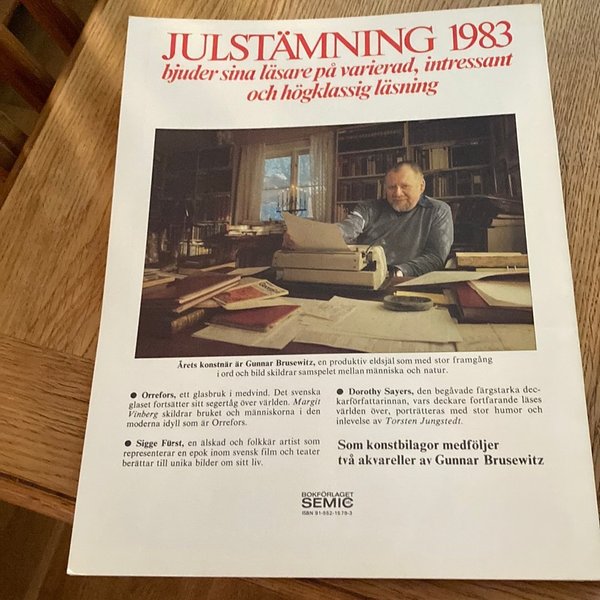 JULSTÄMNING 1983
bjuder sina läsare på varierad, intressant
och högklassig läsning
Årets konstnär är Gunnar Brusewitz, en produktiv eldsjäl som med stor framgång
i ord och bild skildrar samspelet mellan människa och natur.
● Orrefors, ett glasbruk i medvind. Det svenska
glaset fortsätter sitt segertåg över världen. Margit
Vinberg skildrar bruket och människorna i den
moderna idyll som är Orrefors.
● Sigge Fürst, en älskad och folkkär artist som
representerar en epok inom svensk film och teater
berättar till unika bilder om sitt liv.
● Dorothy Sayers, den begåvade färgstarka dec-
karförfattarinnan, vars deckare fortfarande läses
världen över, porträtteras med stor humor och
inlevelse av Torsten Jungstedt.
Som konstbilagor medföljer
två akvareller av Gunnar Brusewitz
BOKFÖRLAGET
SEMIC
ISBN 91-552-1579-3